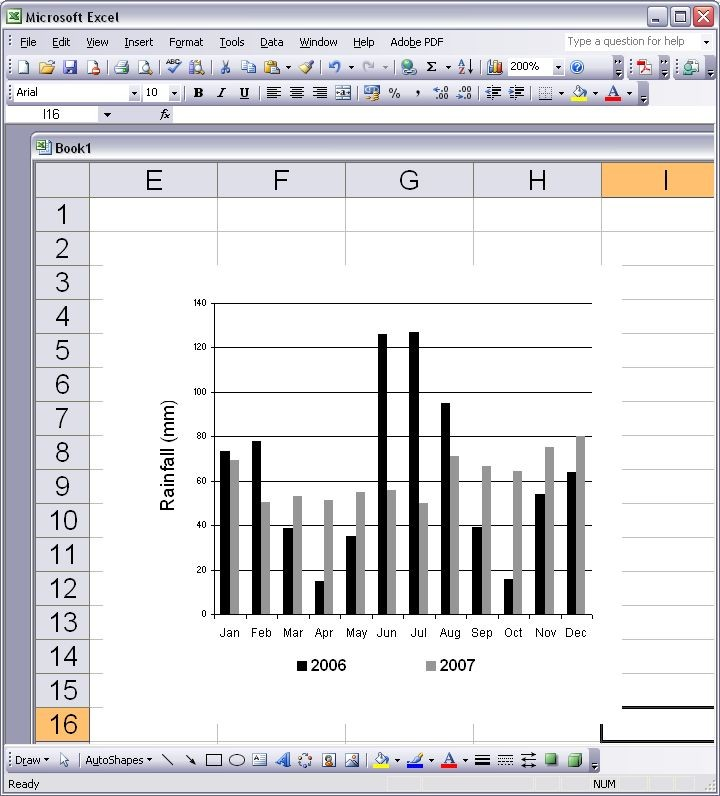 Microsoft Excel
File Edit View Insert Format Tools Data Window Help Adobe PDF Type a question for help
ABC Σ A Z 200%
Arial 10 B I U % , A
I16 fx
Book1
E F G H I
1
2
3
4
5
6
7
8
9
10
11
12
13
14
15
16
140
120
100
80
60
40
20
0
Rainfall (mm)
Jan Feb Mar Apr May Jun Jul Aug Sep Oct Nov Dec
2006 2007
Draw AutoShapes A A
Ready NUM